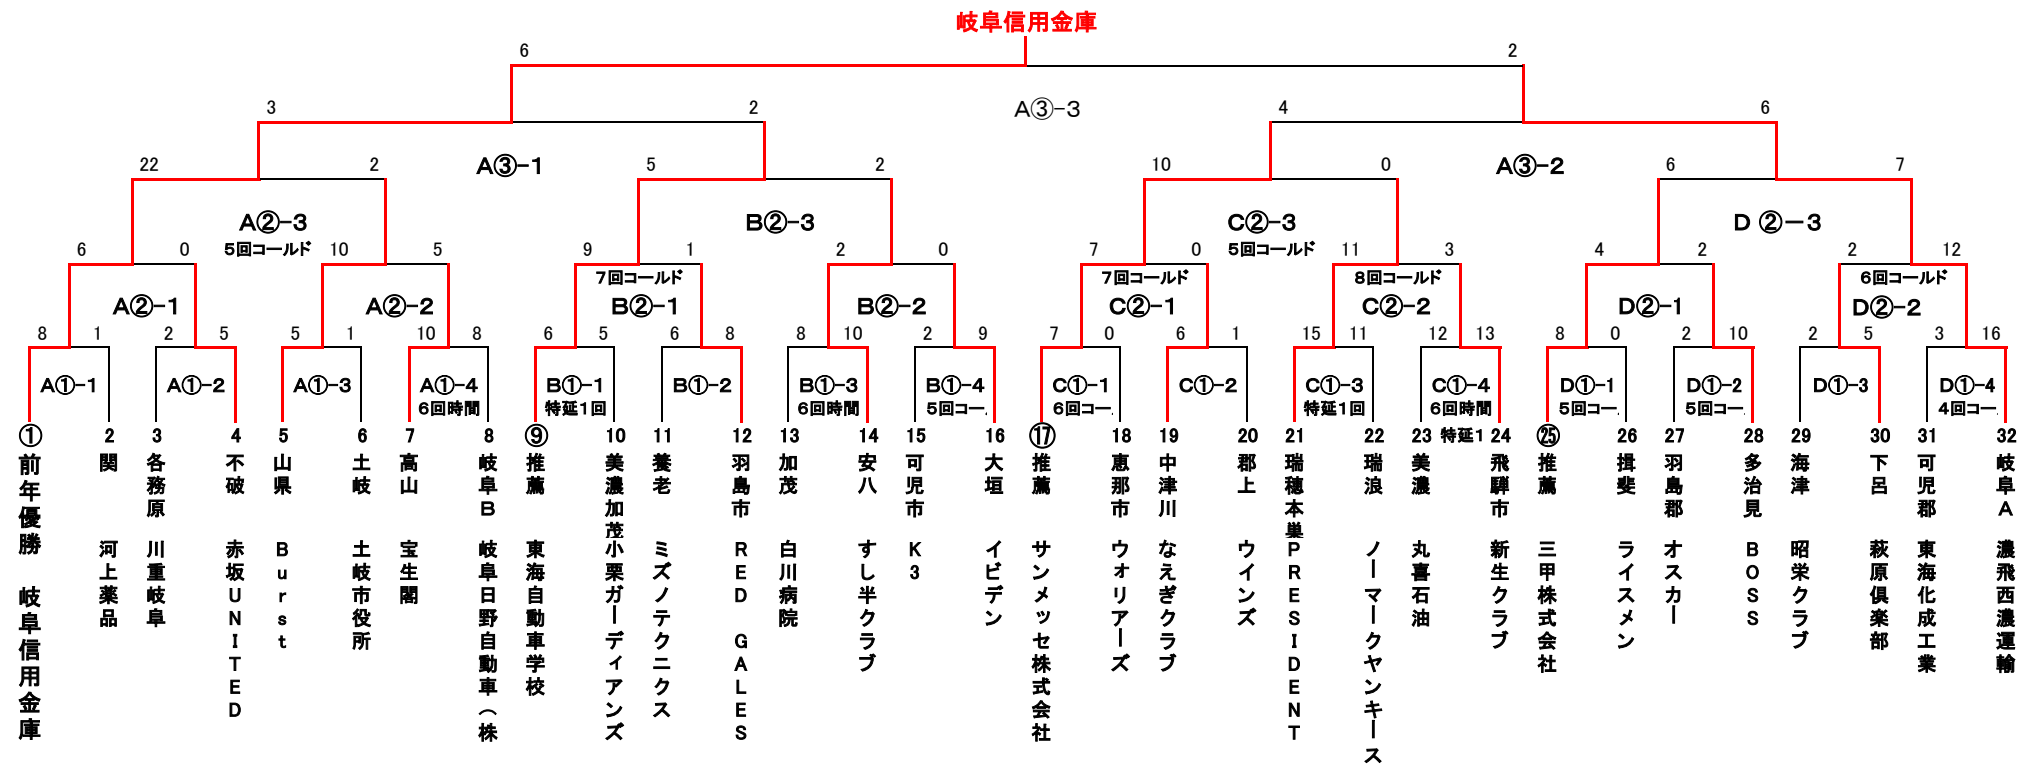 岐阜信用金庫
6 2
3 2 A③-3 4 6
22 2 A③-1 5 2 10 0 A③-2 6 7
A②-3 B②-3 C②-3 D ②－3
6 0 5回コールド 10 5 9 1 2 0 7 0 5回コールド 11 3 4 2 2 12
7回コールド 7回コールド 8回コールド 6回コールド
A②-1 A②-2 B②-1 B②-2 C②-1 C②-2 D②-1 D②-2
8 1 2 5 5 1 10 8 6 5 6 8 8 10 2 9 7 0 6 1 15 11 12 13 8 0 2 10 2 5 3 16
A①-1 A①-2 A①-3 A①-4 B①-1 B①-2 B①-3 B①-4 C①-1 C①-2 C①-3 C①-4 D①-1 D①-2 D①-3 D①-4
6回時間 特延1回 6回時間 5回コー 6回コー 特延1回 6回時間 5回コー 5回コー 4回コー
特延1
① 前年優勝 岐阜信用金庫
2 関 河上薬品
3 各務原 川重岐阜
4 不破 赤坂UNITED
5 山県 Burst
6 土岐 土岐市役所
7 高山 宝生閣
8 岐阜B 岐阜日野自動車（株
⑨ 推薦 東海自動車学校
10 美濃加茂 小栗ガーディアンズ
11 養老 ミズノテクニクス
12 羽島市 RED GALES
13 加茂 白川病院
14 安八 すし半クラブ
15 可児市 K3
16 大垣 イビデン
⑰ 推薦 サンメッセ株式会社
18 恵那市 ウォリアーズ
19 中津川 なえぎクラブ
20 郡上 ウインズ
21 瑞穂本巣 PRESIDENT
22 瑞浪 ノーマークヤンキース
23 美濃 丸喜石油
24 飛騨市 新生クラブ
㉕ 推薦 三甲株式会社
26 揖斐 ライスメン
27 羽島郡 オスカー
28 多治見 BOSS
29 海津 昭栄クラブ
30 下呂 萩原倶楽部
31 可児郡 東海化成工業
32 岐阜A 濃飛西濃運輸